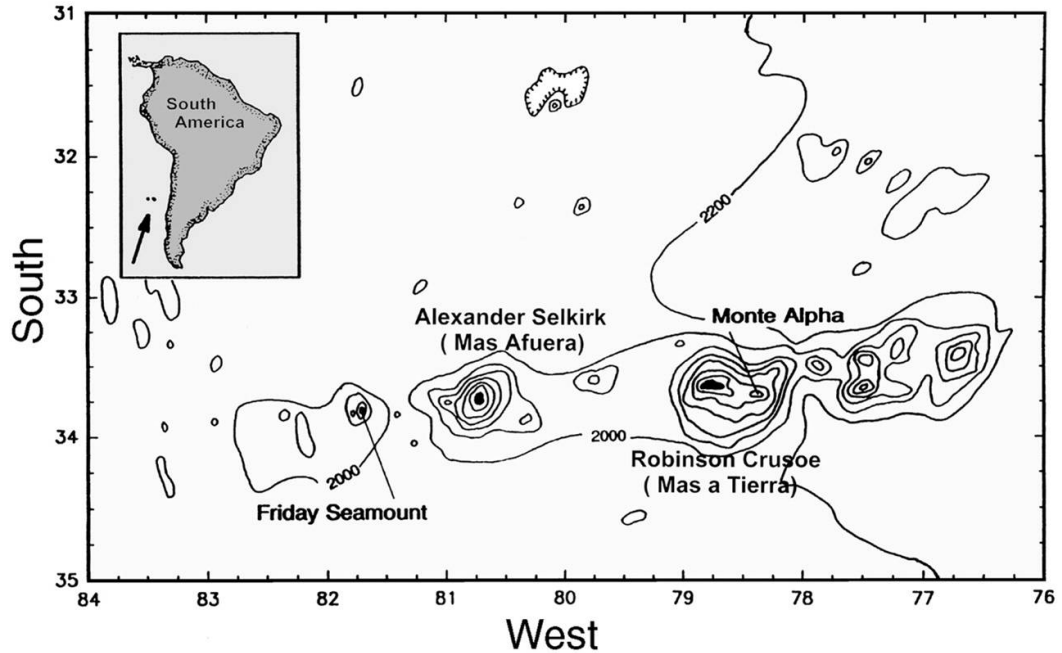 31
32
33
34
35
South
South
America
2200
Alexander Selkirk
( Mas Afuera)
Monte Alpha
2000
2000
Robinson Crusoe
( Mas a Tierra)
Friday Seamount
84
83
82
81
80
79
78
77
76
West